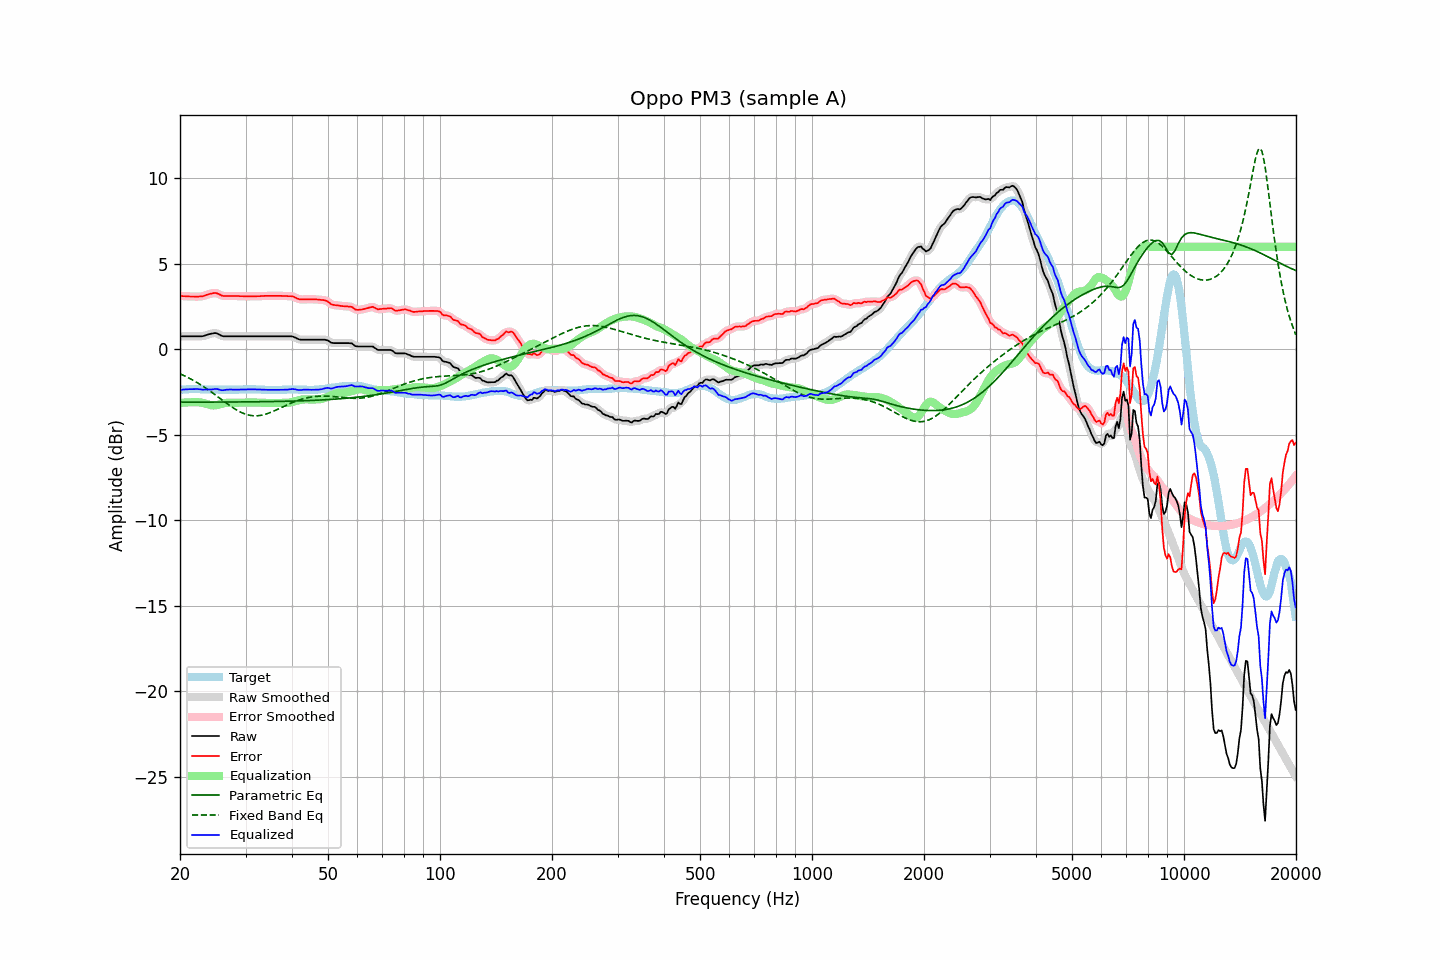 Oppo PM3 (sample A)
Amplitude (dBr)
10
5
0
−5
−10
−15
−20
−25
Target
Raw Smoothed
Error Smoothed
Raw
Error
Equalization
Parametric Eq
Fixed Band Eq
Equalized
20 50 100 200 500 1000 2000 5000 10000 20000
Frequency (Hz)